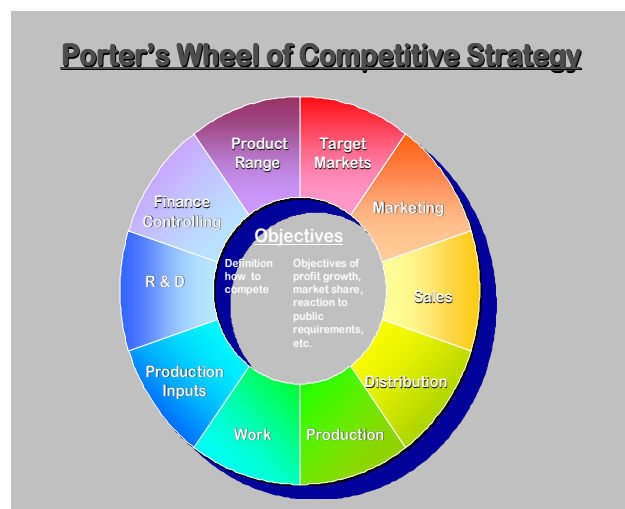 Porter's Wheel of Competitive Strategy
Product
Range
Target
Markets
Finance
Controlling
Marketing
Objectives
Definition
how to
compete
Objectives of
profit growth,
market share,
reaction to
public
requirements,
etc.
R & D
Sales
Production
Inputs
Distribution
Work
Production